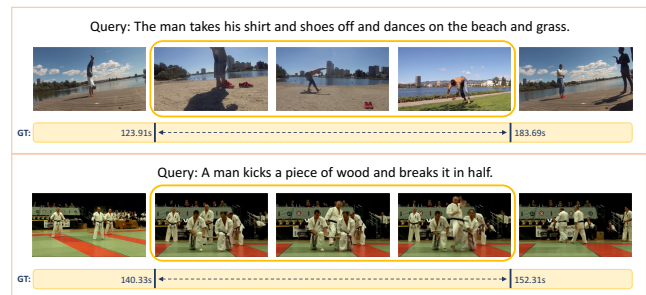 Query: The man takes his shirt and shoes off and dances on the beach and grass.
GT: 123.91s 183.69s
Query: A man kicks a piece of wood and breaks it in half.
GT: 140.33s 152.31s